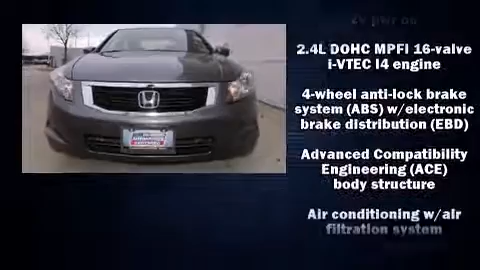 2.4L DOHC MPFI 16-valve
i-VTEC I4 engine
4-wheel anti-lock brake
system (ABS) w/electronic
brake distribution (EBD)
Advanced Compatibility
Engineering (ACE)
body structure
Air conditioning w/air
filtration system